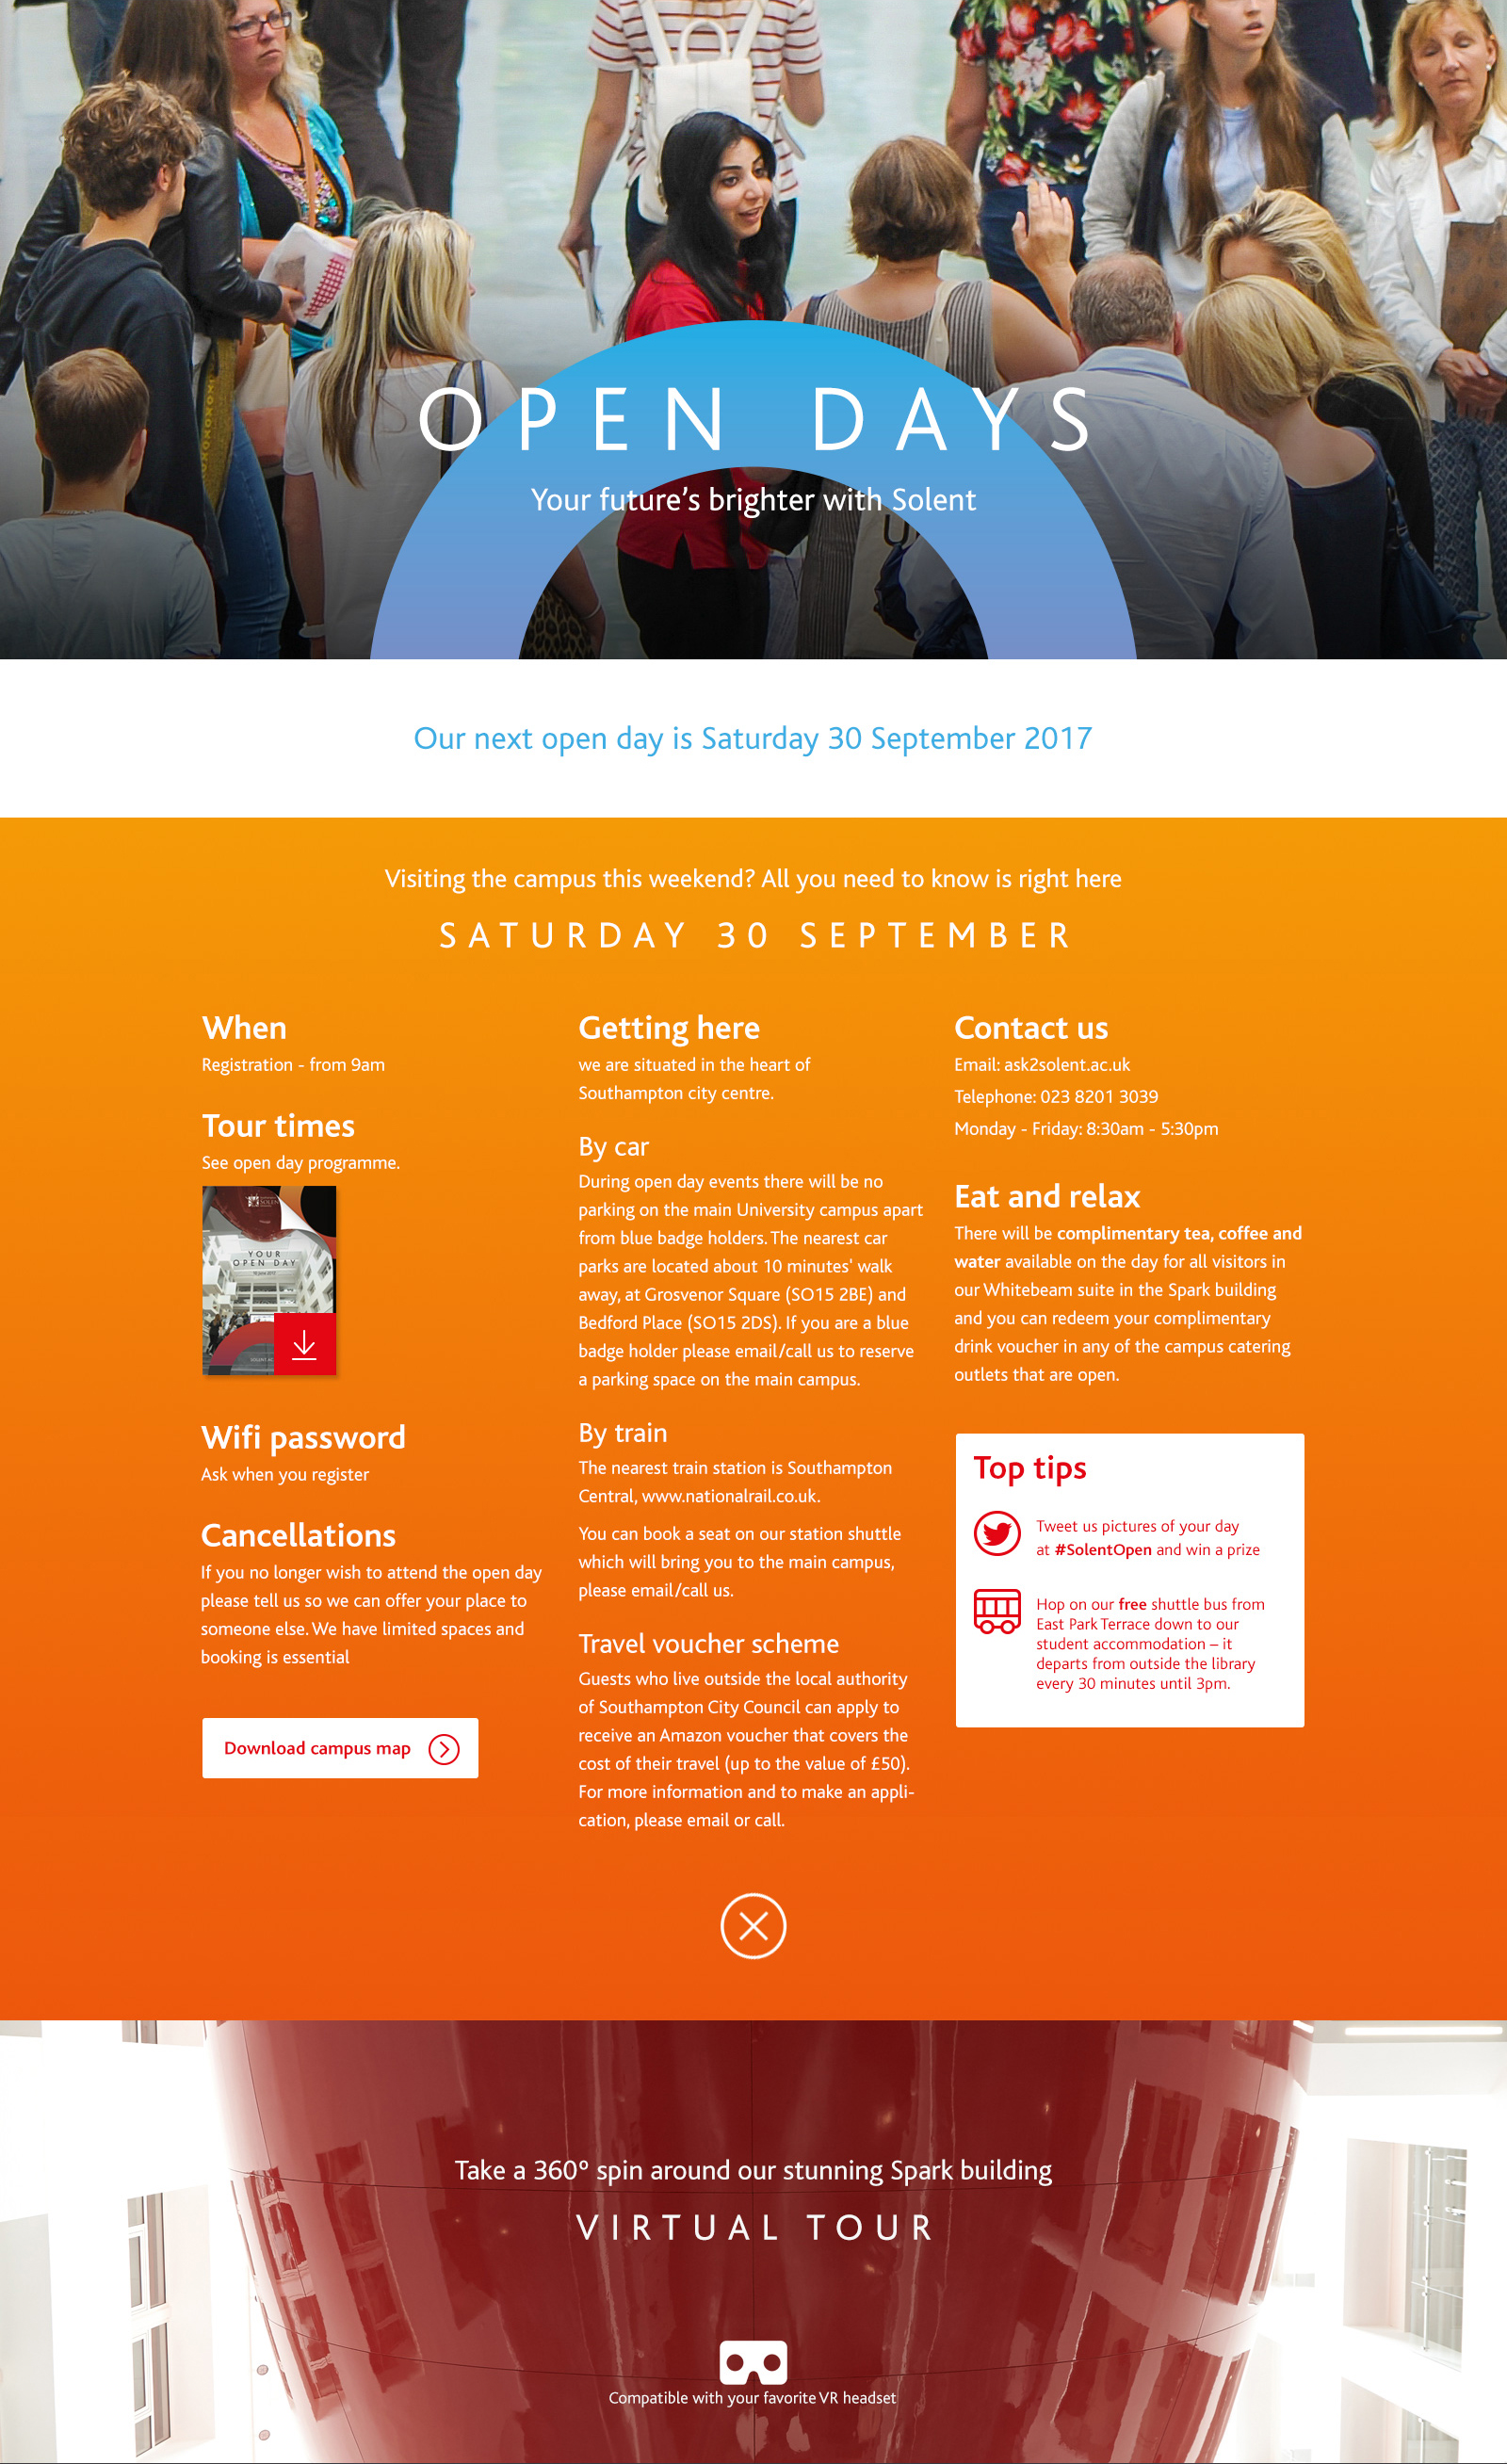 OPEN DAYS
Your future's brighter with Solent
Our next open day is Saturday 30 September 2017
Visiting the campus this weekend? All you need to know is right here
SATURDAY 30 SEPTEMBER
When
Registration - from 9am
Tour times
See open day programme.
YOUR
OPEN DAY
Wifi password
Ask when you register
Cancellations
If you no longer wish to attend the open day
please tell us so we can offer your place to
someone else. We have limited spaces and
booking is essential
Download campus map
Getting here
we are situated in the heart of
Southampton city centre.
By car
During open day events there will be no
parking on the main University campus apart
from blue badge holders. The nearest car
parks are located about 10 minutes' walk
away, at Grosvenor Square (SO15 2BE) and
Bedford Place (SO15 2DS). If you are a blue
badge holder please email/call us to reserve
a parking space on the main campus.
By train
The nearest train station is Southampton
Central, www.nationalrail.co.uk.
You can book a seat on our station shuttle
which will bring you to the main campus,
please email/call us.
Travel voucher scheme
Guests who live outside the local authority
of Southampton City Council can apply to
receive an Amazon voucher that covers the
cost of their travel (up to the value of £50).
For more information and to make an appli-
cation, please email or call.
Contact us
Email: ask2solent.ac.uk
Telephone: 023 8201 3039
Monday - Friday: 8:30am - 5:30pm
Eat and relax
There will be complimentary tea, coffee and
water available on the day for all visitors in
our Whitebeam suite in the Spark building
and you can redeem your complimentary
drink voucher in any of the campus catering
outlets that are open.
Top tips
Tweet us pictures of your day
at #SolentOpen and win a prize
Hop on our free shuttle bus from
East Park Terrace down to our
student accommodation – it
departs from outside the library
every 30 minutes until 3pm.
Take a 360° spin around our stunning Spark building
VIRTUAL TOUR
Compatible with your favorite VR headset